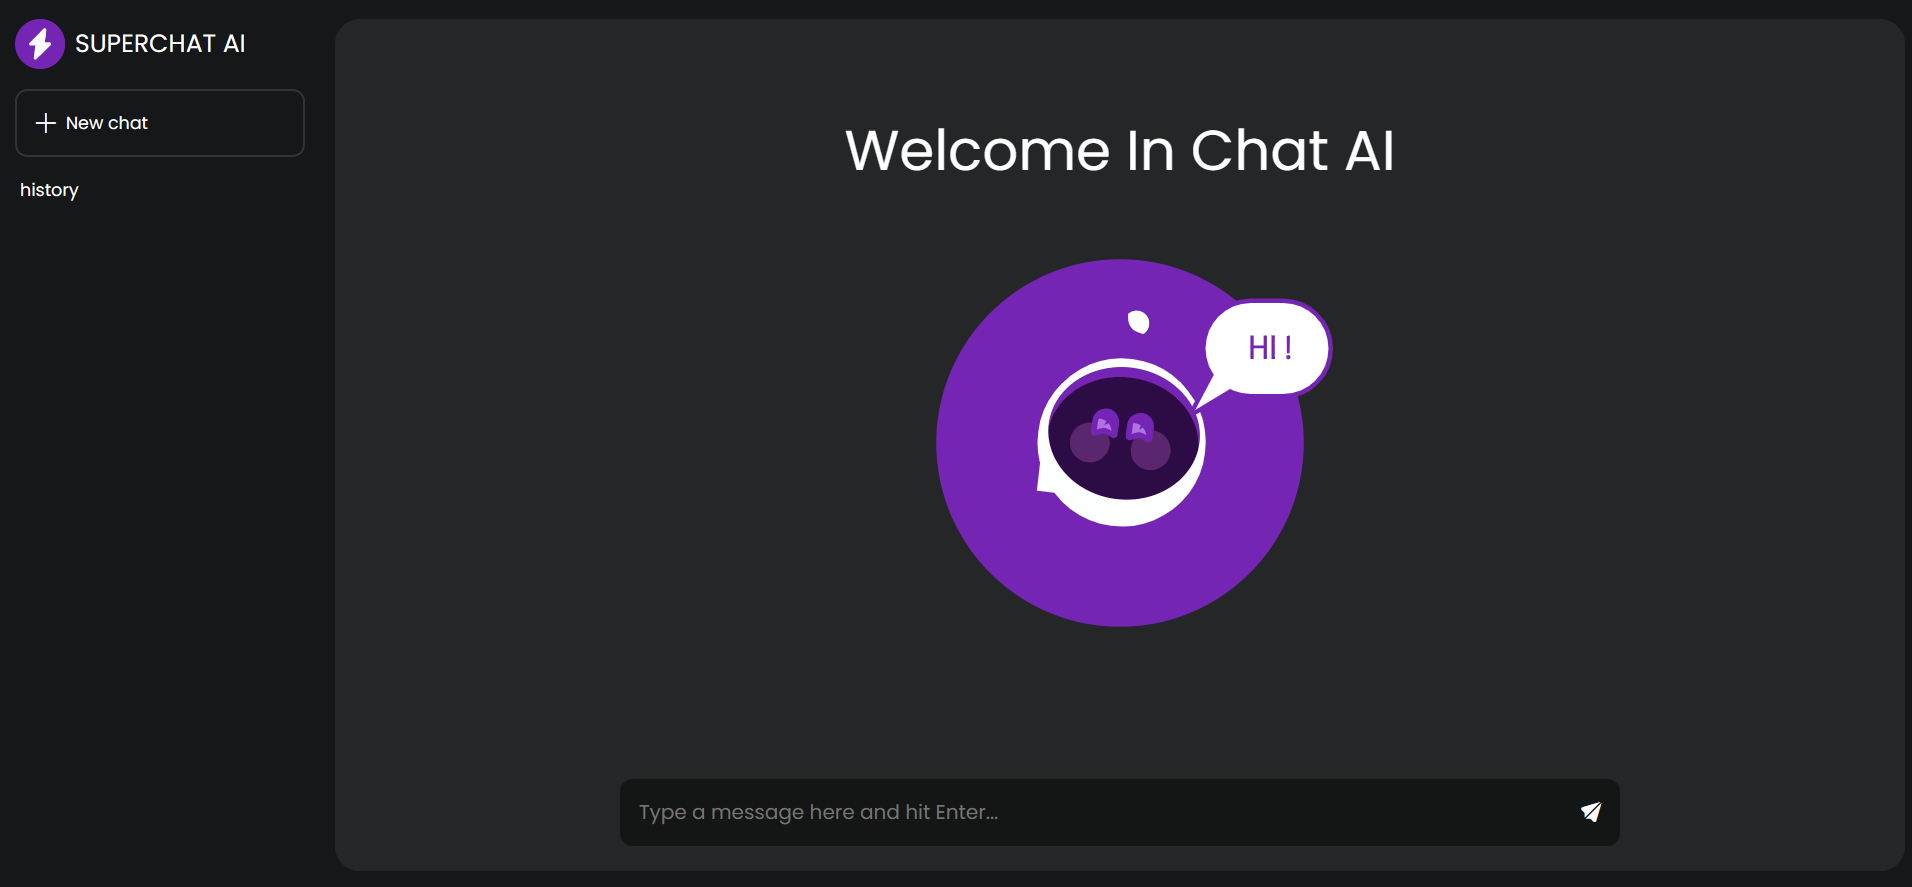 SUPERCHAT AI
New chat
history
Welcome In Chat AI
HI !
Type a message here and hit Enter...